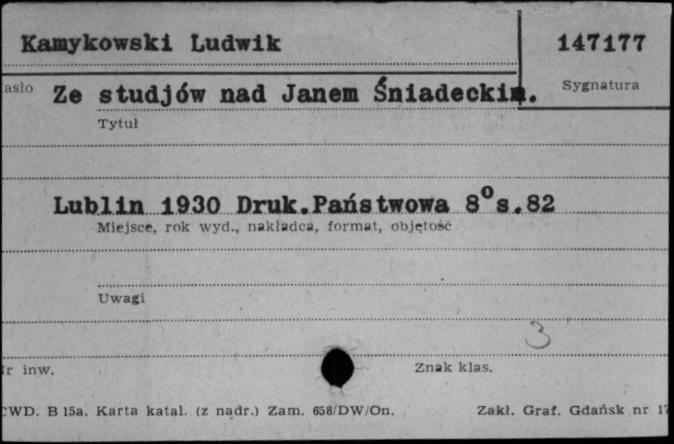 Kamykowski Ludwik 147177
asło Ze studjów nad Janem Śniadeckim. Sygnatura
Tytuł
Lublin 1930 Druk.Państwowa 8°s.82
Miejsce, rok wyd., nakładca, format, objętość
Uwagi
3
r inw. Znak klas.
CWD. B 15a. Karta katal. (z nadr.) Zam. 658/DW/On. Zakł. Graf. Gdańsk nr 17